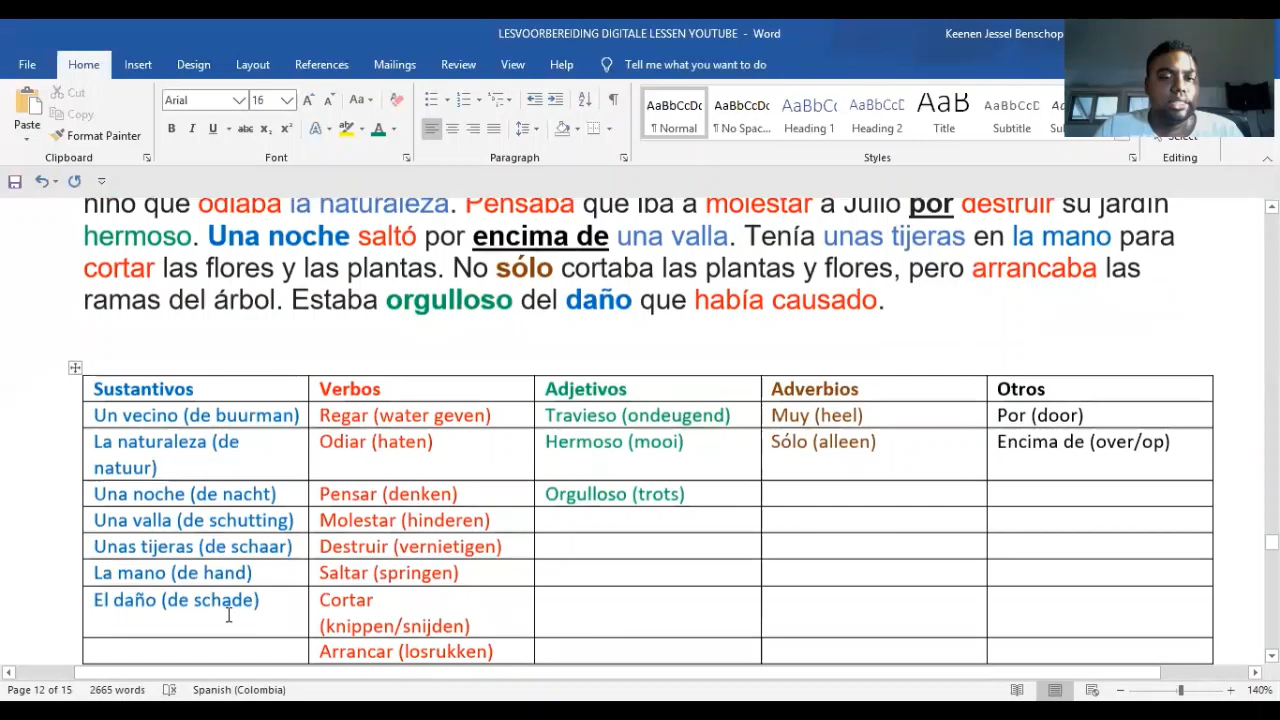 LESVOORBEREIDING DIGITALE LESSEN YOUTUBE - Word
Keenen Jessel Benschop
File Home Insert Design Layout References Mailings Review View Help Tell me what you want to do
Cut
Copy
Paste
Format Painter
Arial 16
Clipboard Font Paragraph Styles Editing
AaBbCcDc AaBbCcDc AaBbCc AaBbCcD AaB AaBbCcD AaBbCcDc
¶ Normal ¶ No Spac... Heading 1 Heading 2 Title Subtitle
niño que odiaba la naturaleza. Pensaba que iba a molestar a Julio por destruir su jardín
hermoso. Una noche saltó por encima de una valla. Tenía unas tijeras en la mano para
cortar las flores y las plantas. No sólo cortaba las plantas y flores, pero arrancaba las
ramas del árbol. Estaba orgulloso del daño que había causado.
Sustantivos Verbos Adjetivos Adverbios Otros
Un vecino (de buurman) Regar (water geven) Travieso (ondeugend) Muy (heel) Por (door)
La naturaleza (de Odiar (haten) Hermoso (mooi) Sólo (alleen) Encima de (over/op)
natuur)
Una noche (de nacht) Pensar (denken) Orgulloso (trots)
Una valla (de schutting) Molestar (hinderen)
Unas tijeras (de schaar) Destruir (vernietigen)
La mano (de hand) Saltar (springen)
El daño (de schade) Cortar
(knippen/snijden)
Arrancar (losrukken)
Page 12 of 15 2665 words Spanish (Colombia) 140%